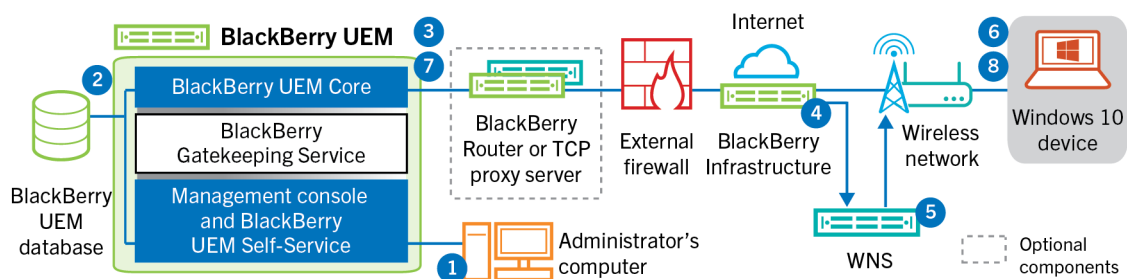 BlackBerry UEM
3
Internet
6
2
7
8
BlackBerry UEM Core
BlackBerry
Gatekeeping Service
Management console
and BlackBerry
UEM Self-Service
BlackBerry
UEM
database
BlackBerry
Router or TCP
proxy server
External
firewall
4
BlackBerry
Infrastructure
Wireless
network
Windows 10
device
5
WNS
1
Administrator's
computer
Optional
components